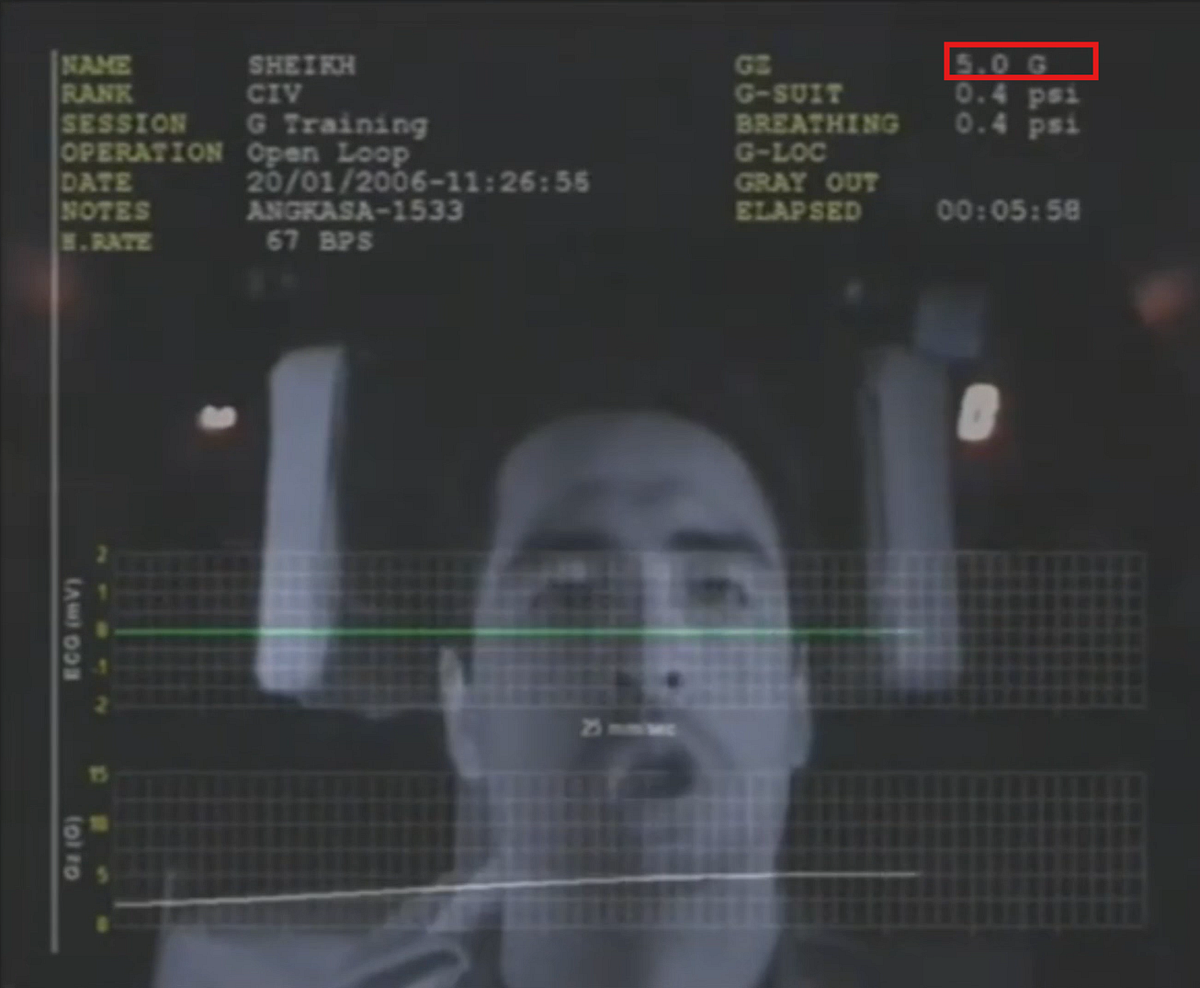 NAME SHEIKH
RANK CIV
SESSION G Training
OPERATION Open Loop
DATE 20/01/2006-11:26:56
NOTES ANGKASA-1533
H.RATE 67 BPS
GZ 5.0 G
G-SUIT 0.4 psi
BREATHING 0.4 psi
G-LOC
GRAY OUT
ELAPSED 00:05:58
ECG (mV)
2
1
0
-1
-2
25 mm/sec
Gz (G)
15
10
5
0